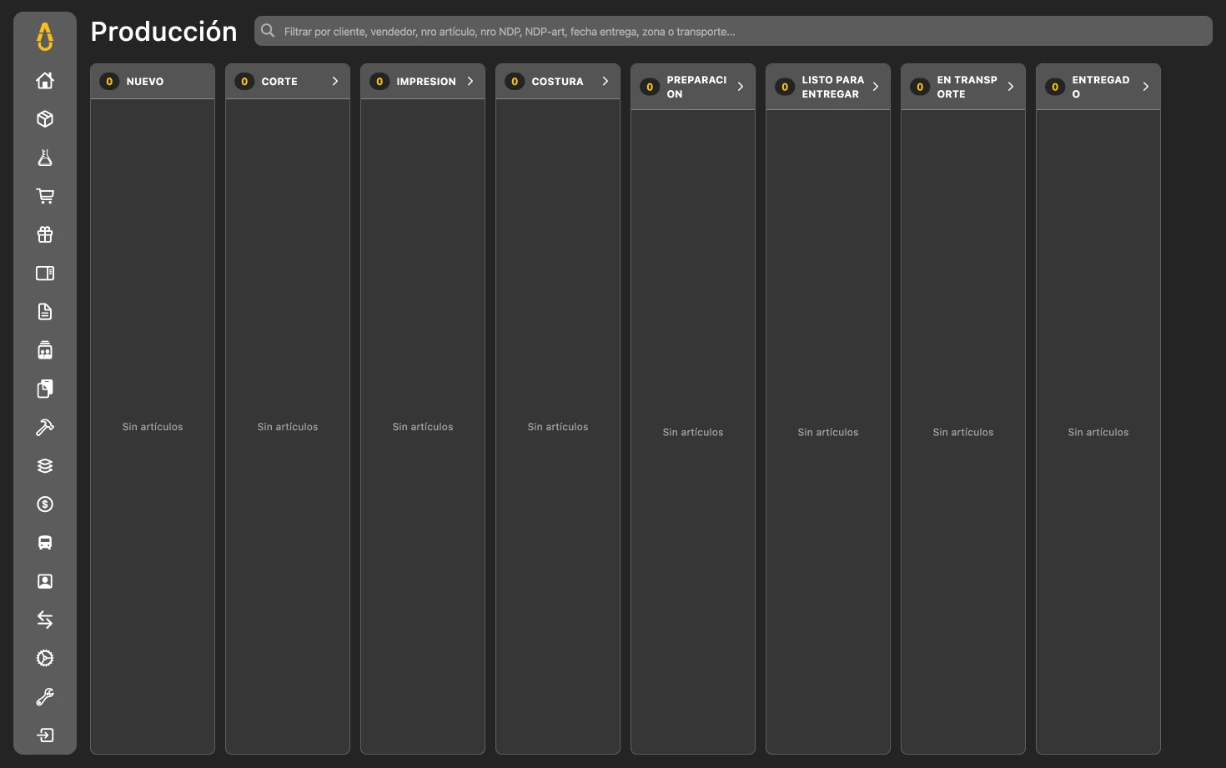 Producción
Filtrar por cliente, vendedor, nro artículo, nro NDP, NDP-art, fecha entrega, zona o transporte...
0 NUEVO
Sin artículos
0 CORTE
Sin artículos
0 IMPRESION
Sin artículos
0 COSTURA
Sin artículos
0 PREPARACI
ON
Sin artículos
0 LISTO PARA
ENTREGAR
Sin artículos
0 EN TRANSP
ORTE
Sin artículos
0 ENTREGAD
O
Sin artículos